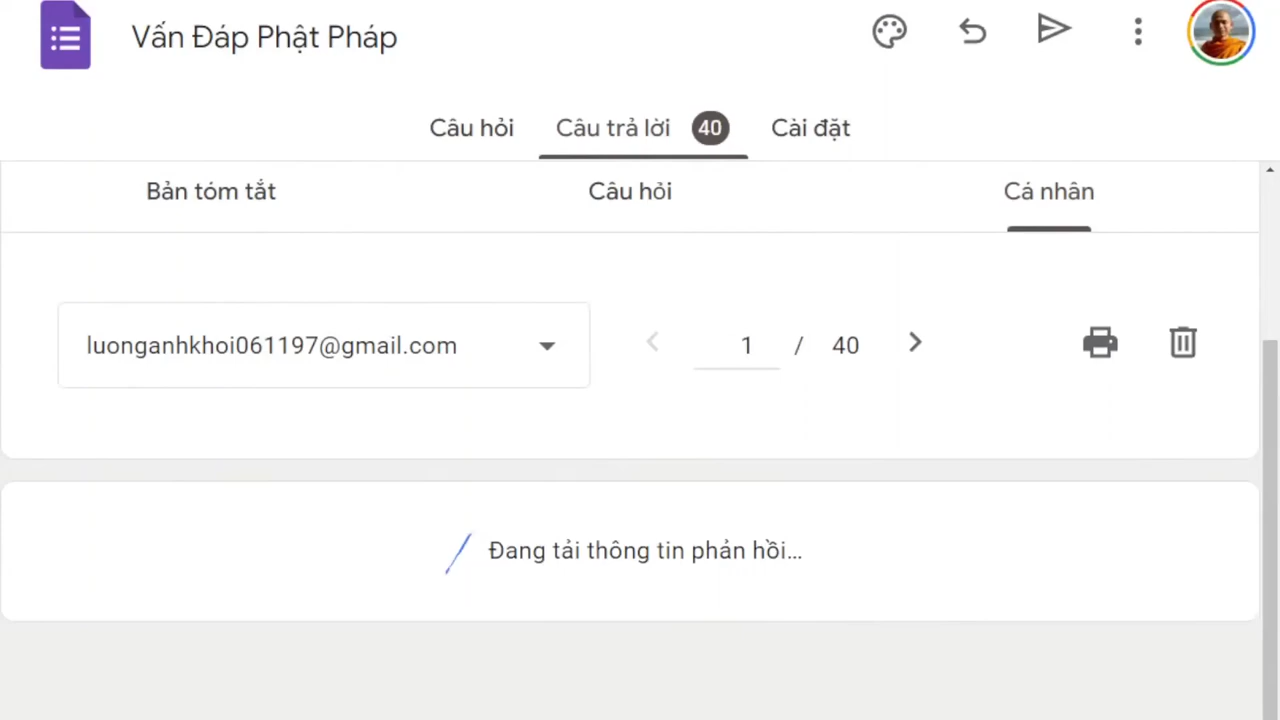 Vấn Đáp Phật Pháp
Câu hỏi
Câu trả lời 40
Cài đặt
Bản tóm tắt
Câu hỏi
Cá nhân
luonganhkhoi061197@gmail.com
1 / 40
Đang tải thông tin phản hồi...